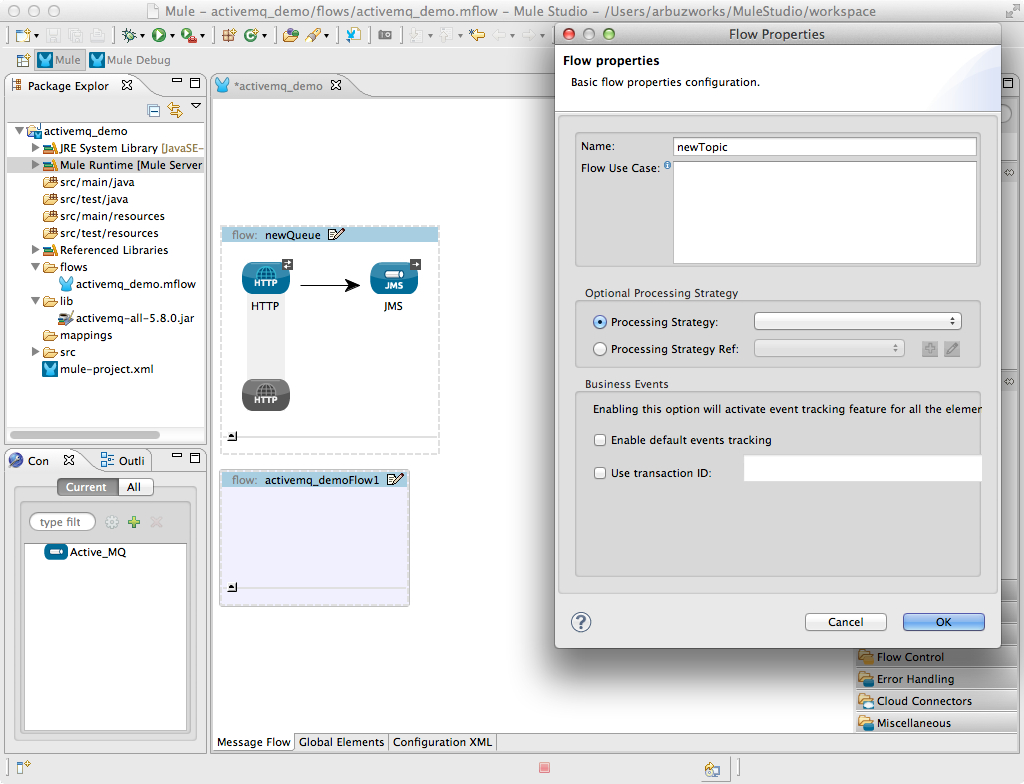 Mule – activemq_demo/flows/activemq_demo.mflow – Mule Studio – /Users/arbuzworks/MuleStudio/workspace
Mule
Mule Debug
Package Explor
*activemq_demo
activemq_demo
JRE System Library [JavaSE-
Mule Runtime [Mule Server
src/main/java
src/test/java
src/main/resources
src/test/resources
Referenced Libraries
flows
activemq_demo.mflow
lib
activemq-all-5.8.0.jar
mappings
src
mule-project.xml
Con
Outli
Current
All
type filt
Active_MQ
flow: newQueue
HTTP
JMS
HTTP
JMS
HTTP
flow: activemq_demoFlow1
Message Flow
Global Elements
Configuration XML
Flow Properties
Flow properties
Basic flow properties configuration.
Name:
newTopic
Flow Use Case:
Optional Processing Strategy
Processing Strategy:
Processing Strategy Ref:
Business Events
Enabling this option will activate event tracking feature for all the elemer
Enable default events tracking
Use transaction ID:
?
Cancel
OK
Flow Control
Error Handling
Cloud Connectors
Miscellaneous